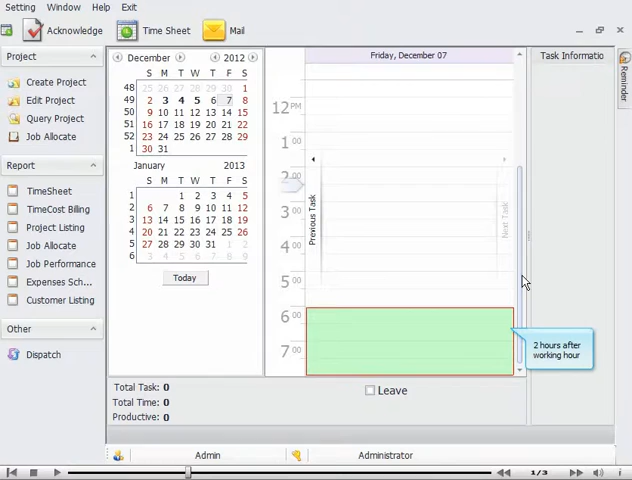 Setting Window Help Exit
Acknowledge Time Sheet Mail
Project
Create Project
Edit Project
Query Project
Job Allocate
Report
TimeSheet
TimeCost Billing
Project Listing
Job Allocate
Job Performance
Expenses Sch...
Customer Listing
Other
Dispatch
December 2012
S M T W T F S
48 25 26 27 28 29 30 1
49 2 3 4 5 6 7 8
50 9 10 11 12 13 14 15
51 16 17 18 19 20 21 22
52 23 24 25 26 27 28 29
1 30 31
January 2013
S M T W T F S
1 1 2 3 4 5
2 6 7 8 9 10 11 12
3 13 14 15 16 17 18 19
4 20 21 22 23 24 25 26
5 27 28 29 30 31 1 2
6 3 4 5 6 7 8 9
Today
Friday, December 07
12 PM
1 00
2 00
3 00
4 00
5 00
6 00
7 00
Previous Task
Next Task
2 hours after
working hour
Task Informatio
Reminder
Total Task: 0
Total Time: 0
Productive: 0
Leave
Admin Administrator
1/3